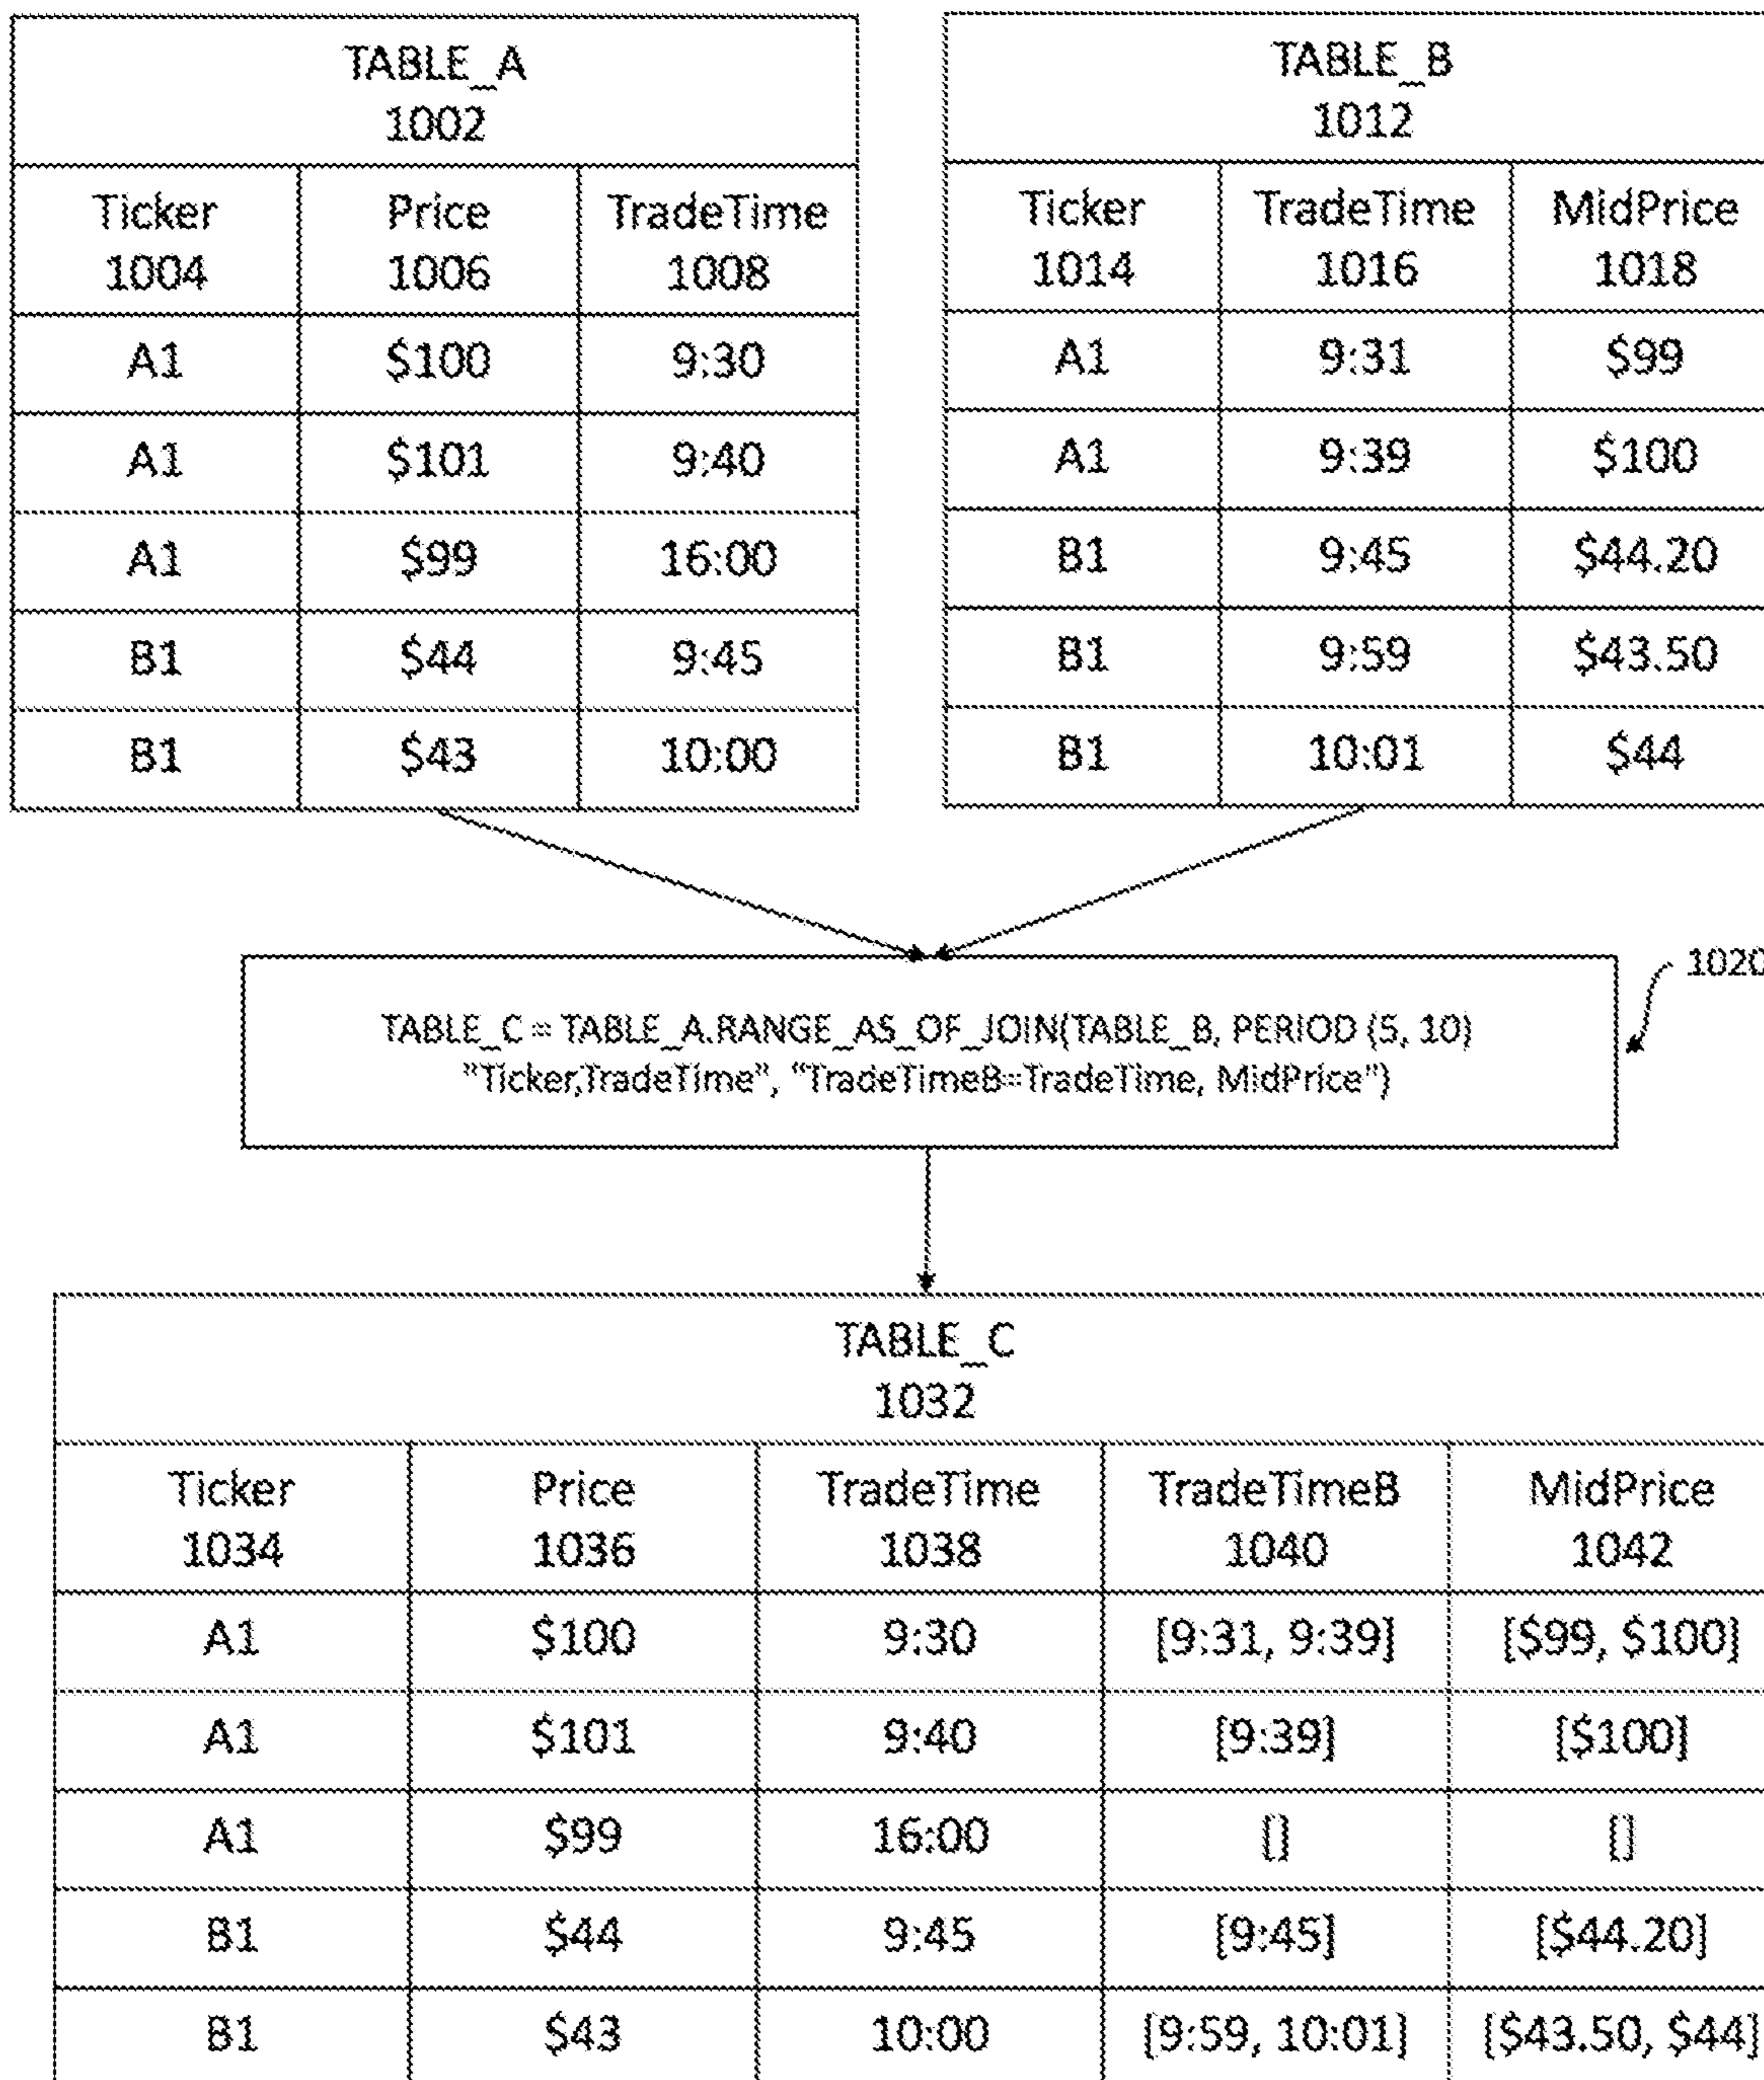 TABLE_A
1002
Ticker Price TradeTime
1004 1006 1008
A1 $100 9:30
A1 $101 9:40
A1 $99 16:00
B1 $44 9:45
B1 $43 10:00
TABLE_B
1012
Ticker TradeTime MidPrice
1014 1016 1018
A1 9:31 $99
A1 9:39 $100
B1 9:45 $44.20
B1 9:59 $43.50
B1 10:01 $44
1020
TABLE_C = TABLE_A.RANGE_AS_OF_JOIN(TABLE_B, PERIOD (5, 10)
"Ticker,TradeTime", "TradeTimeB=TradeTime, MidPrice")
TABLE_C
1032
Ticker Price TradeTime TradeTimeB MidPrice
1034 1036 1038 1040 1042
A1 $100 9:30 [9:31, 9:39] [$99, $100]
A1 $101 9:40 [9:39] [$100]
A1 $99 16:00 [] []
B1 $44 9:45 [9:45] [$44.20]
B1 $43 10:00 [9:59, 10:01] [$43.50, $44]